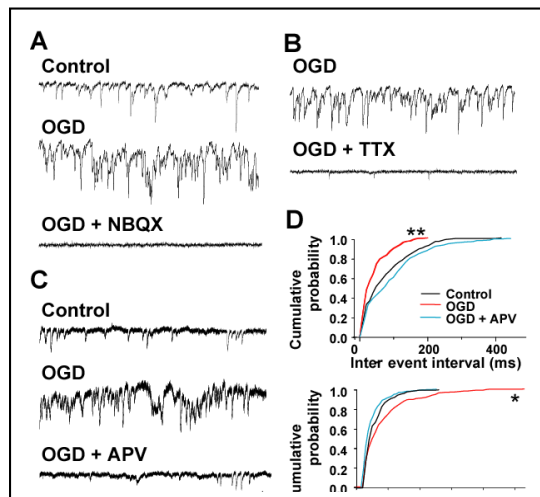 A
Control
OGD
OGD + NBQX
B
OGD
OGD + TTX
C
Control
OGD
OGD + APV
D
**
1.0
0.8
0.6
0.4
0.2
0.0
Cumulative
probability
Control
OGD
OGD + APV
0 200 400
Inter event interval (ms)
*
1.0
0.8
0.6
0.4
0.2
0.0
umulative
probability